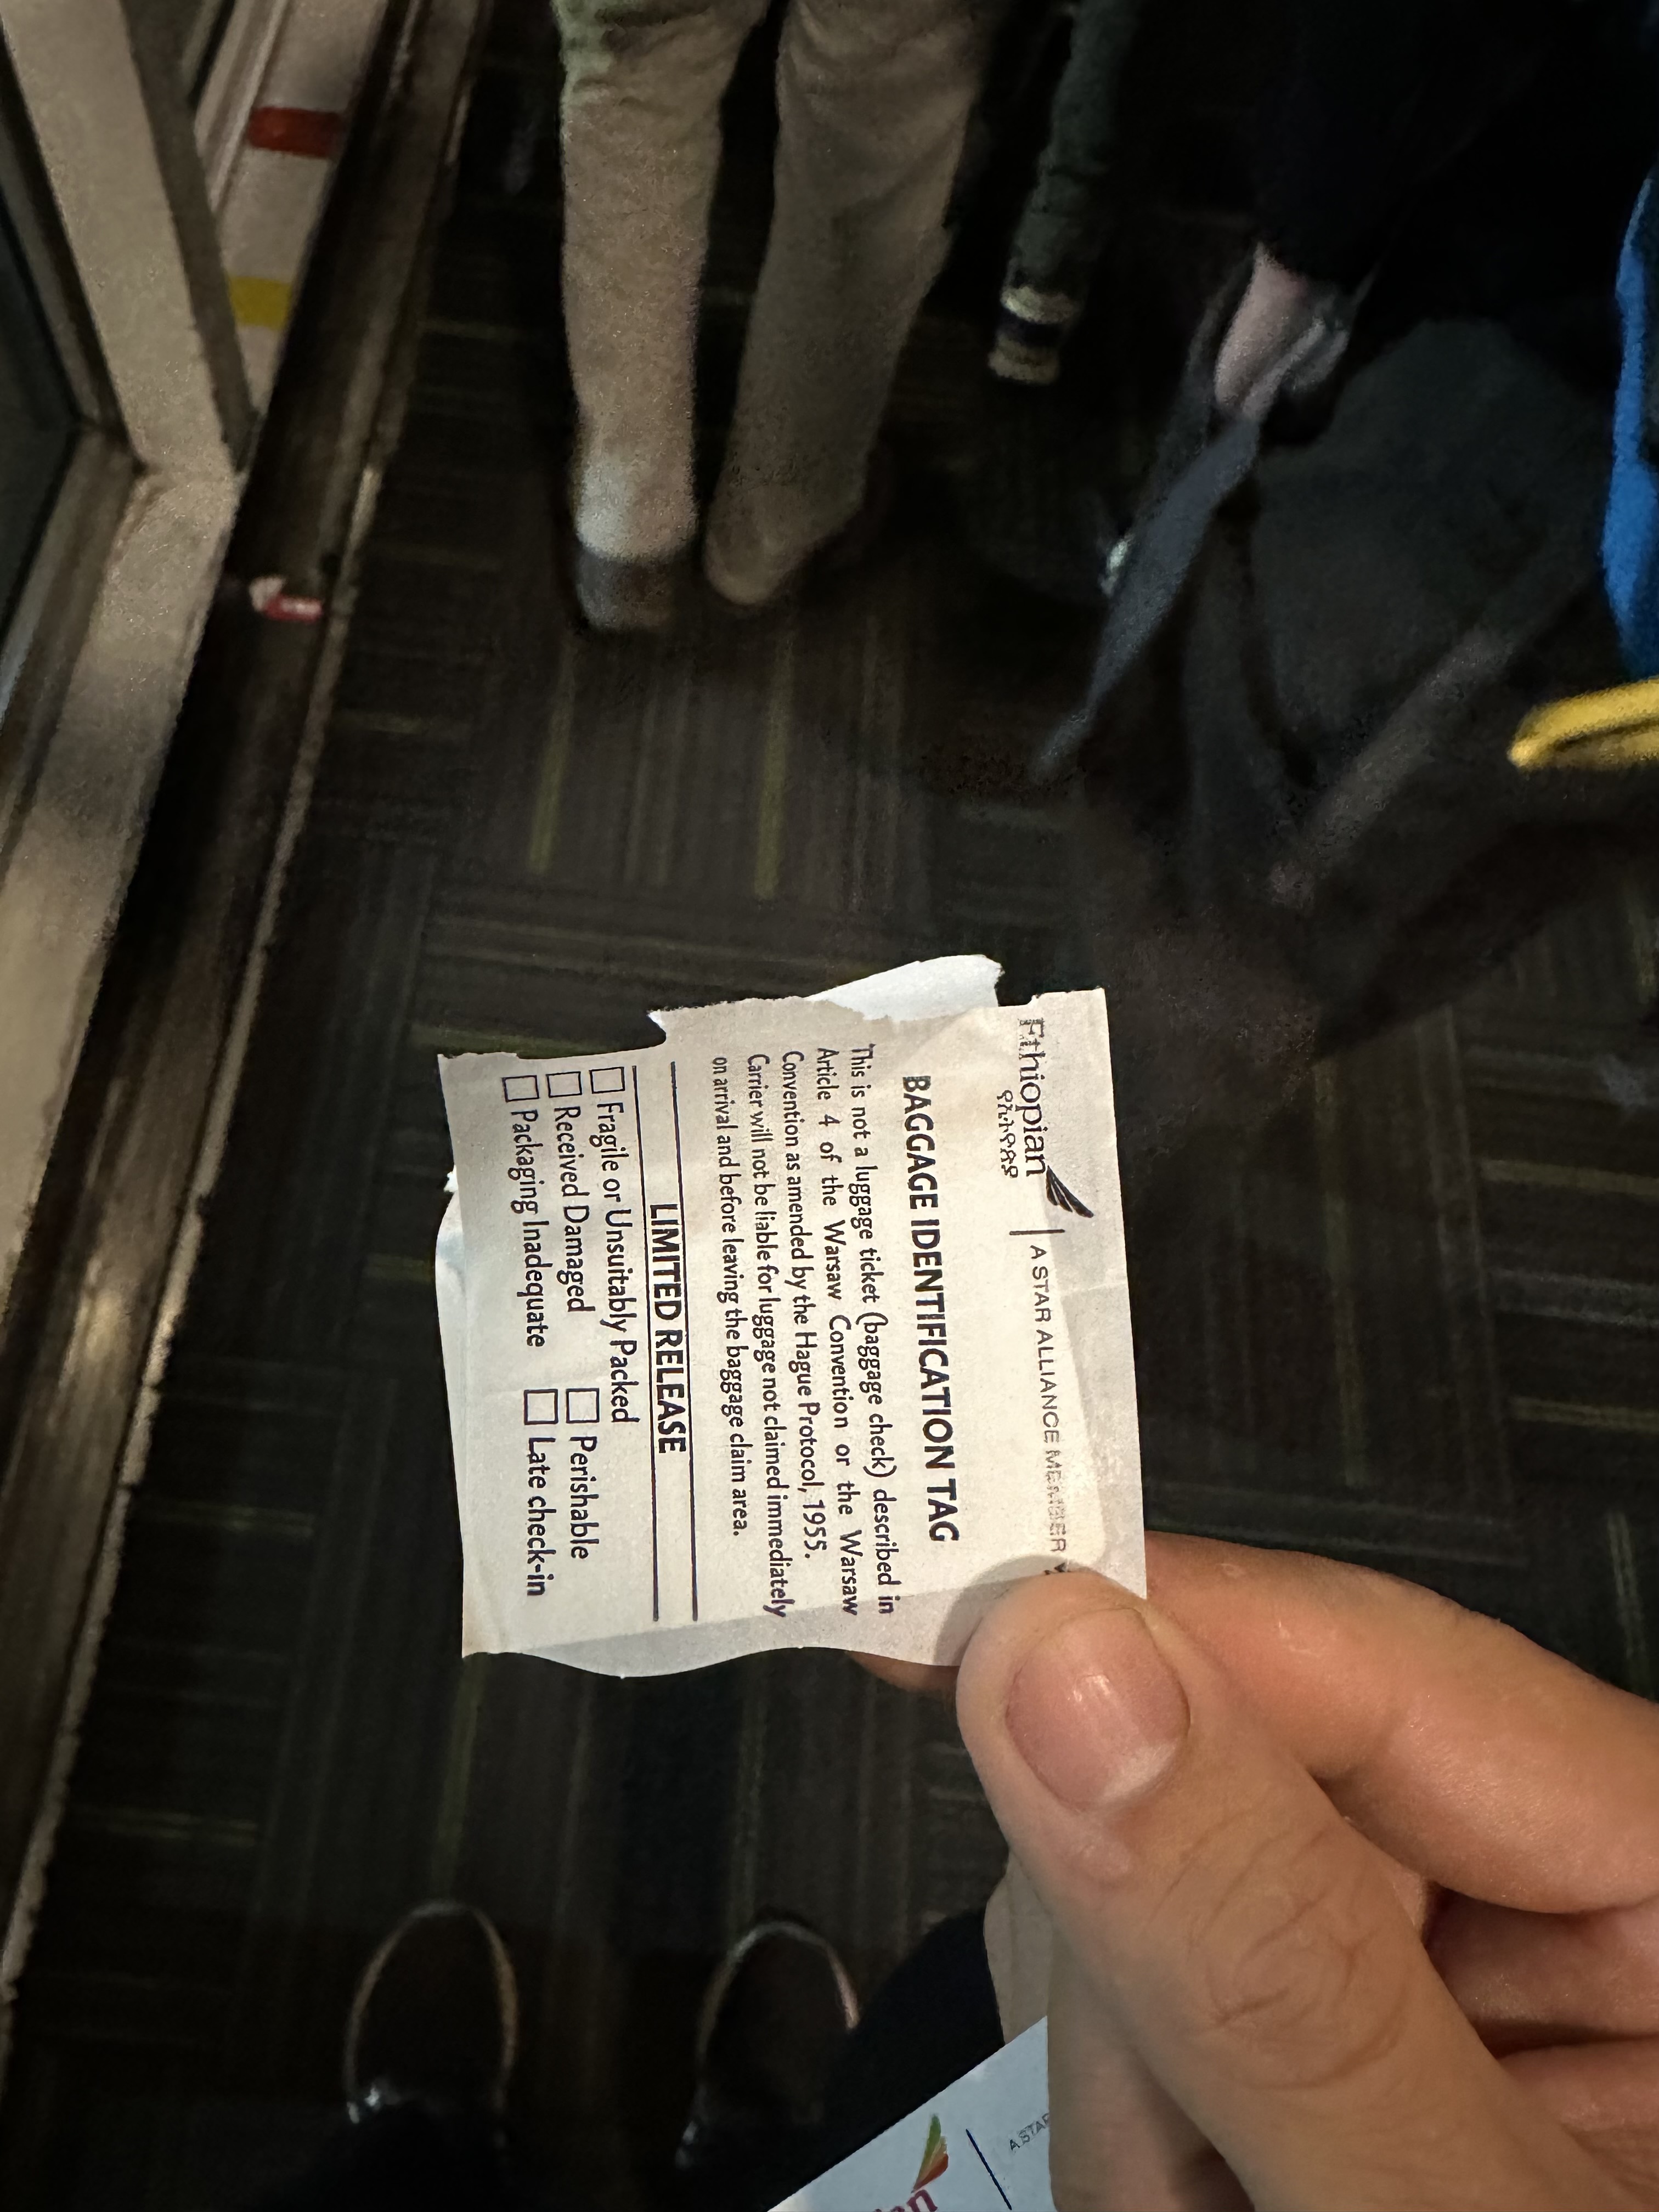 Ethiopian
የኢትዮጵያ
A STAR ALLIANCE MEMBER
BAGGAGE IDENTIFICATION TAG
This is not a luggage ticket (baggage check) described in
Article 4 of the Warsaw Convention or the Warsaw
Convention as amended by the Hague Protocol, 1955.
Carrier will not be liable for luggage not claimed immediately
on arrival and before leaving the baggage claim area.
LIMITED RELEASE
Fragile or Unsuitably Packed
Received Damaged
Perishable
Packaging Inadequate
Late check-in
A STAR